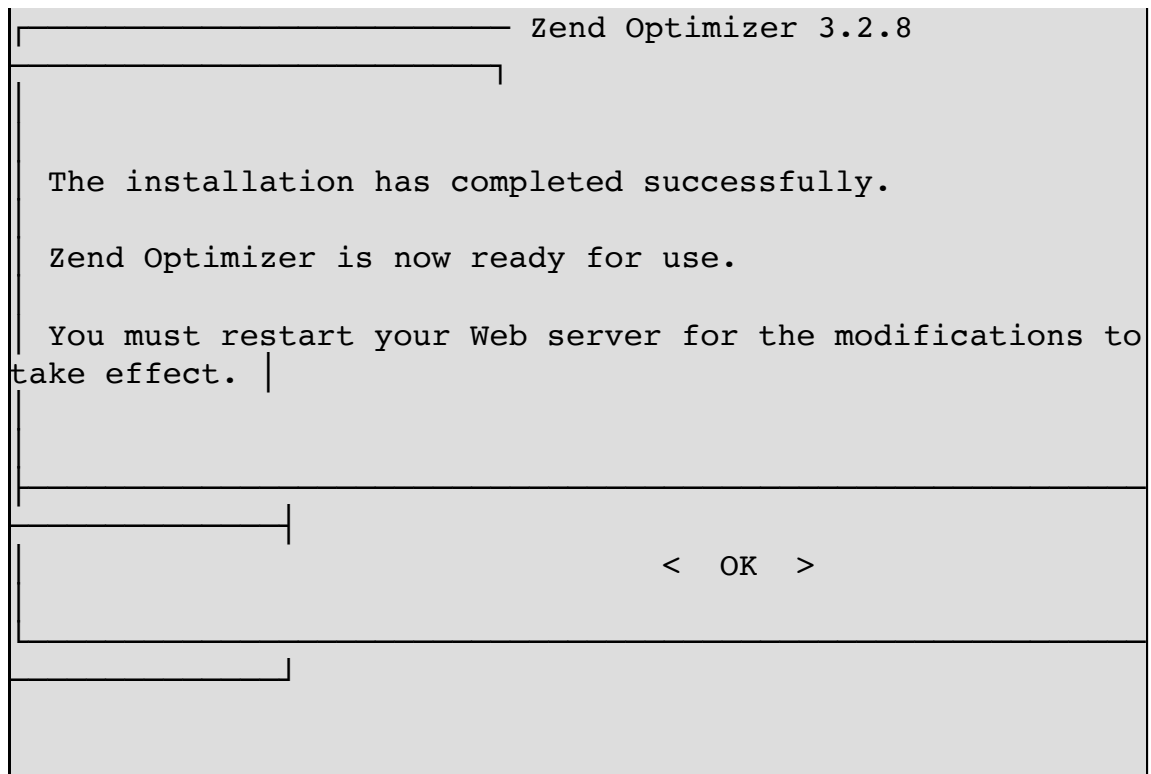 Zend Optimizer 3.2.8
The installation has completed successfully.
Zend Optimizer is now ready for use.
You must restart your Web server for the modifications to
take effect.
< OK >